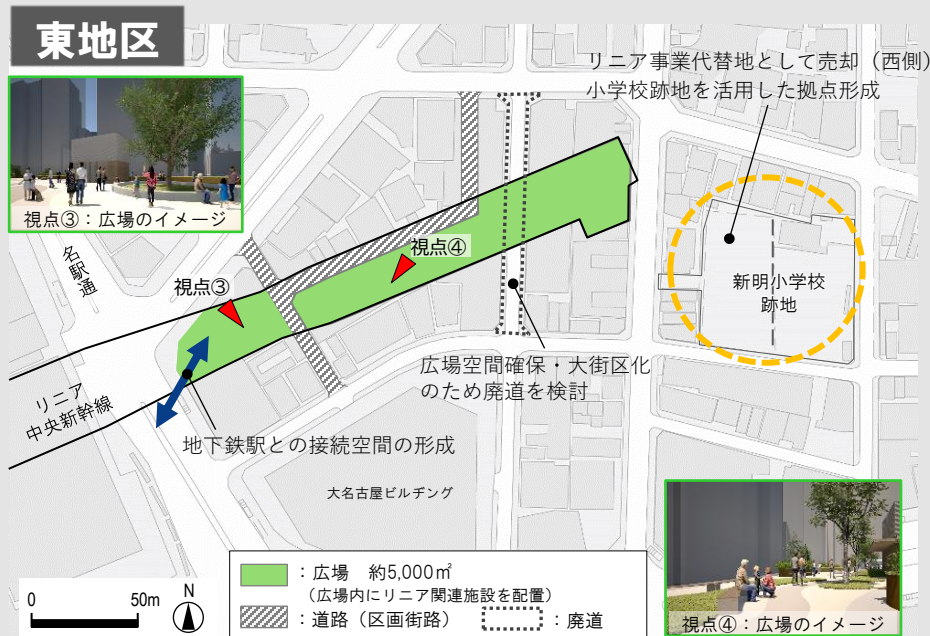 東地区
リニア事業代替地として売却（西側）
小学校跡地を活用した拠点形成
視点③：広場のイメージ
名駅通
視点③
視点④
新明小学校
跡地
広場空間確保・大街区化
のため廃道を検討
リニア
中央新幹線
地下鉄駅との接続空間の形成
大名古屋ビルヂング
：広場 約5,000㎡
（広場内にリニア関連施設を配置）
：道路（区画街路）
：廃道
0 50m
N
視点④：広場のイメージ